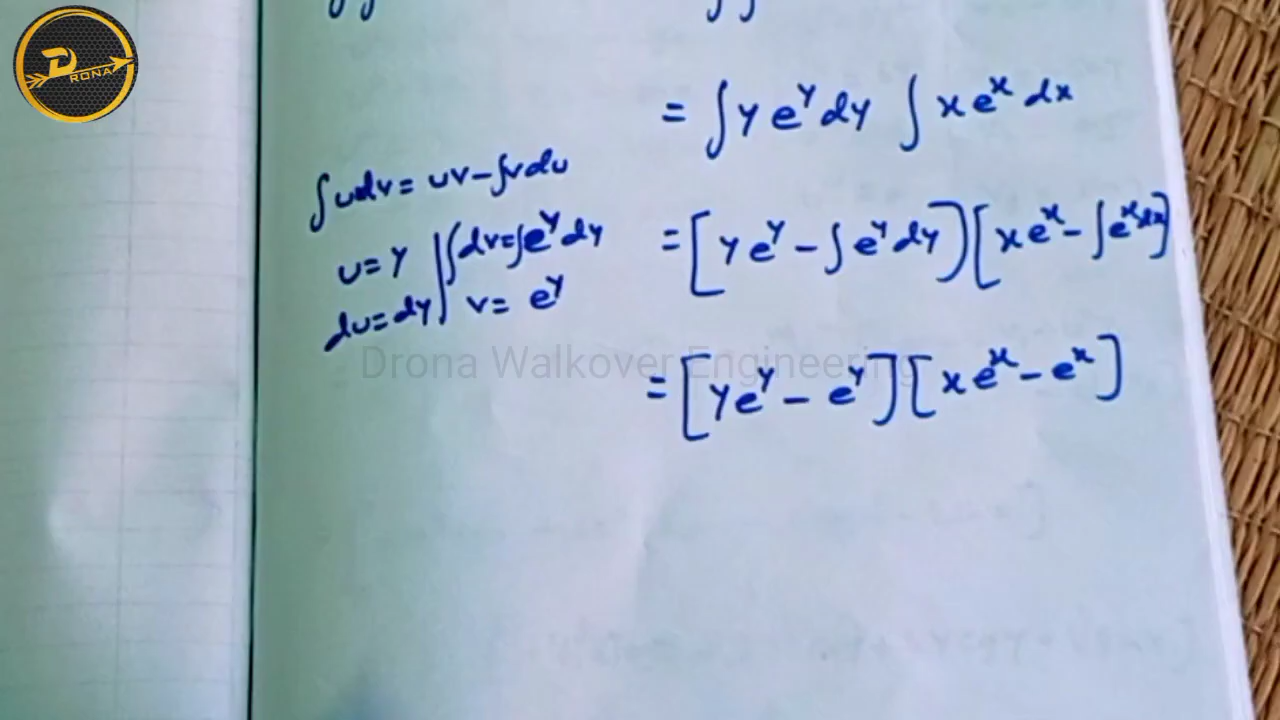 DRONA
= ∫ y e^y dy ∫ x e^x dx
∫udv = uv - ∫vdu
u = y | ∫dv = ∫e^y dy
du = dy | v = e^y
= [y e^y - ∫ e^y dy] [x e^x - ∫e^x dx]
Drona Walkover Engineering
= [y e^y - e^y] [x e^x - e^x]